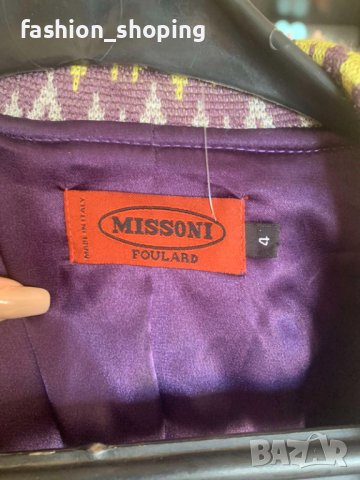 fashion_shoping
MADE IN ITALY
MISSONI
FOULARD
4
BAZAR